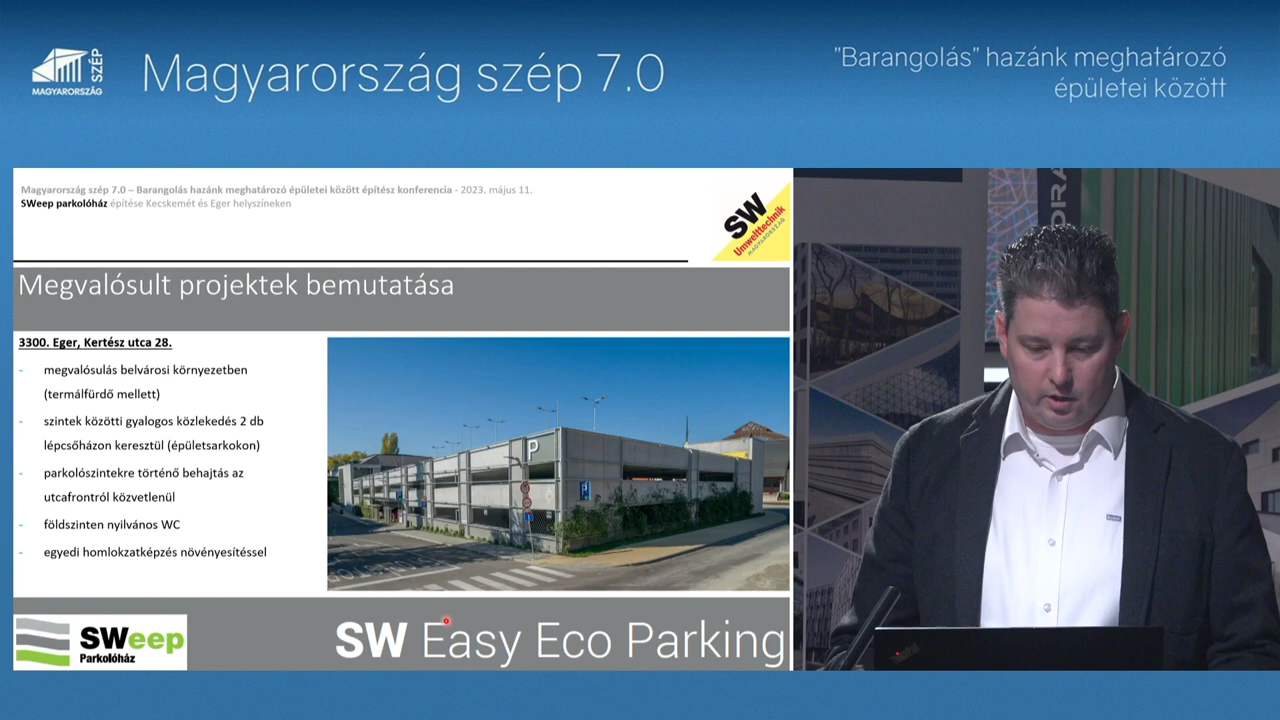 MAGYARORSZÁG
SZÉP
Magyarország szép 7.0
"Barangolás" hazánk meghatározó
épületei között
Magyarország szép 7.0 – Barangolás hazánk meghatározó épületei között építész konferencia - 2023. május 11.
SWeep parkolóház építése Kecskemét és Eger helyszíneken
SW
Umwelttechnik
MAGYARORSZÁG
Megvalósult projektek bemutatása
3300. Eger, Kertész utca 28.
- megvalósulás belvárosi környezetben
(termálfürdő mellett)
- szintek közötti gyalogos közlekedés 2 db
lépcsőházon keresztül (épületsarkokon)
- parkolószintekre történő behajtás az
utcafrontról közvetlenül
- földszinten nyilvános WC
- egyedi homlokzatképzés növényesítéssel
P
P
SWeep
Parkolóház
SW Easy Eco Parking